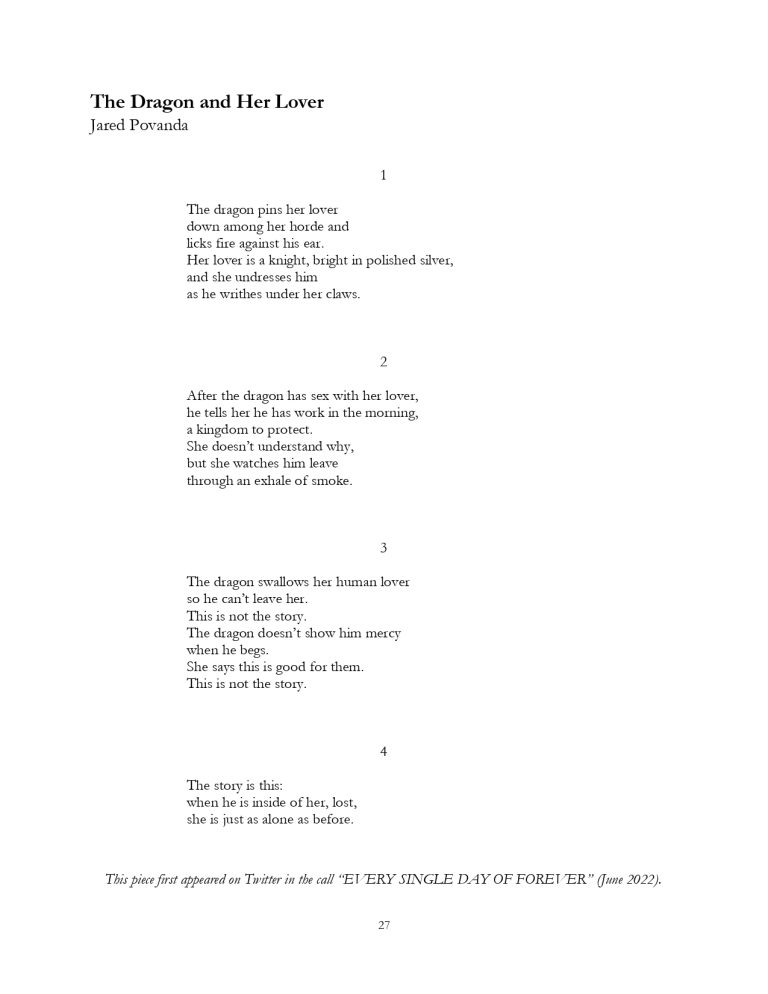 The Dragon and Her Lover
Jared Povanda
1
The dragon pins her lover
down among her horde and
licks fire against his ear.
Her lover is a knight, bright in polished silver,
and she undresses him
as he writhes under her claws.
2
After the dragon has sex with her lover,
he tells her he has work in the morning,
a kingdom to protect.
She doesn’t understand why,
but she watches him leave
through an exhale of smoke.
3
The dragon swallows her human lover
so he can’t leave her.
This is not the story.
The dragon doesn’t show him mercy
when he begs.
She says this is good for them.
This is not the story.
4
The story is this:
when he is inside of her, lost,
she is just as alone as before.
This piece first appeared on Twitter in the call “EVERY SINGLE DAY OF FOREVER” (June 2022).
27